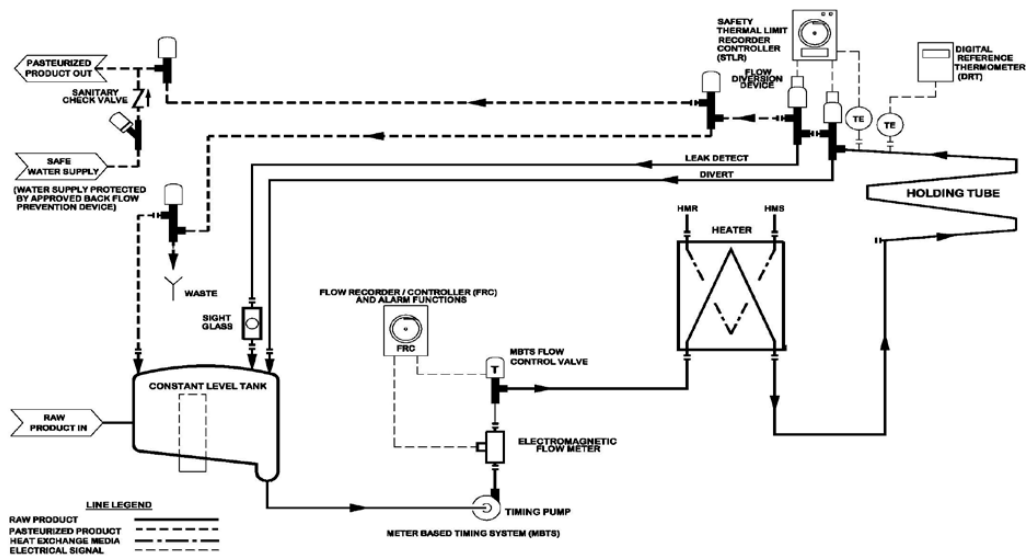 PASTEURIZED
PRODUCT OUT
SANITARY
CHECK VALVE
SAFE
WATER SUPPLY
(WATER SUPPLY PROTECTED
BY APPROVED BACK FLOW
PREVENTION DEVICE)
WASTE
SIGHT
GLASS
CONSTANT LEVEL TANK
RAW
PRODUCT IN
LINE LEGEND
RAW PRODUCT
PASTEURIZED PRODUCT
HEAT EXCHANGE MEDIA
ELECTRICAL SIGNAL
FLOW RECORDER / CONTROLLER (FRC)
AND ALARM FUNCTIONS
FRC
MBTS FLOW
CONTROL VALVE
T
ELECTROMAGNETIC
FLOW METER
TIMING PUMP
METER BASED TIMING SYSTEM (MBTS)
SAFETY
THERMAL LIMIT
RECORDER
CONTROLLER
(STLR)
FLOW
DIVERSION
DEVICE
DIGITAL
REFERENCE
THERMOMETER
(DRT)
TE
TE
LEAK DETECT
DIVERT
HOLDING TUBE
HMR
HMS
HEATER